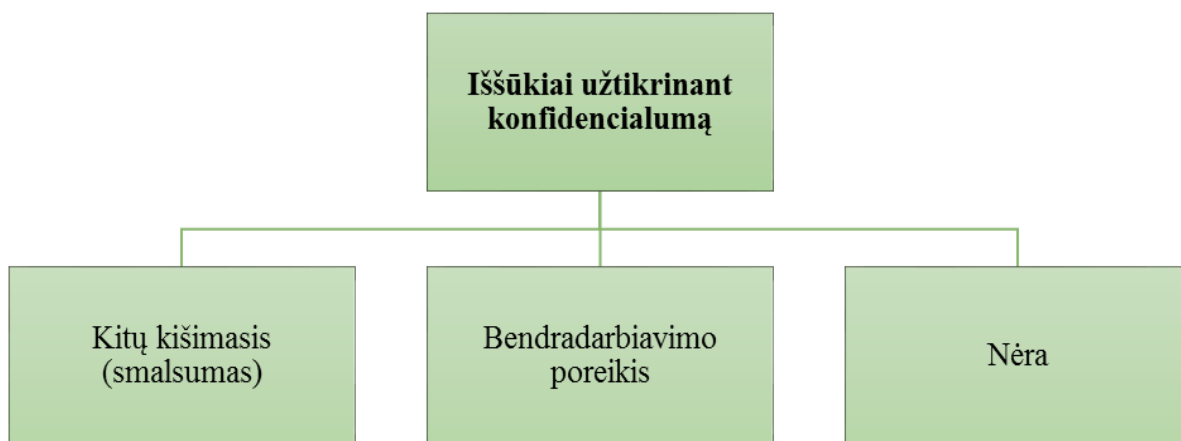 Iššūkiai užtikrinant
konfidencialumą
Kitų kišimasis
(smalsumas)
Bendradarbiavimo
poreikis
Nėra